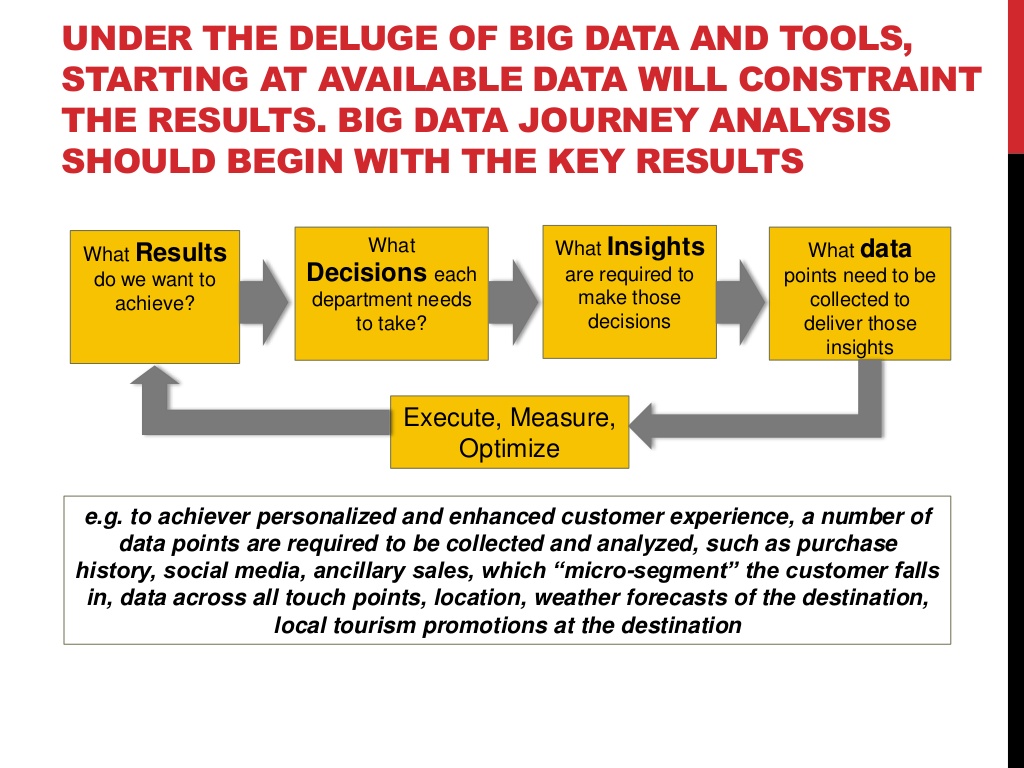 UNDER THE DELUGE OF BIG DATA AND TOOLS,
STARTING AT AVAILABLE DATA WILL CONSTRAINT
THE RESULTS. BIG DATA JOURNEY ANALYSIS
SHOULD BEGIN WITH THE KEY RESULTS
What Results
do we want to
achieve?
What
Decisions each
department needs
to take?
What Insights
are required to
make those
decisions
What data
points need to be
collected to
deliver those
insights
Execute, Measure,
Optimize
e.g. to achiever personalized and enhanced customer experience, a number of
data points are required to be collected and analyzed, such as purchase
history, social media, ancillary sales, which “micro-segment” the customer falls
in, data across all touch points, location, weather forecasts of the destination,
local tourism promotions at the destination